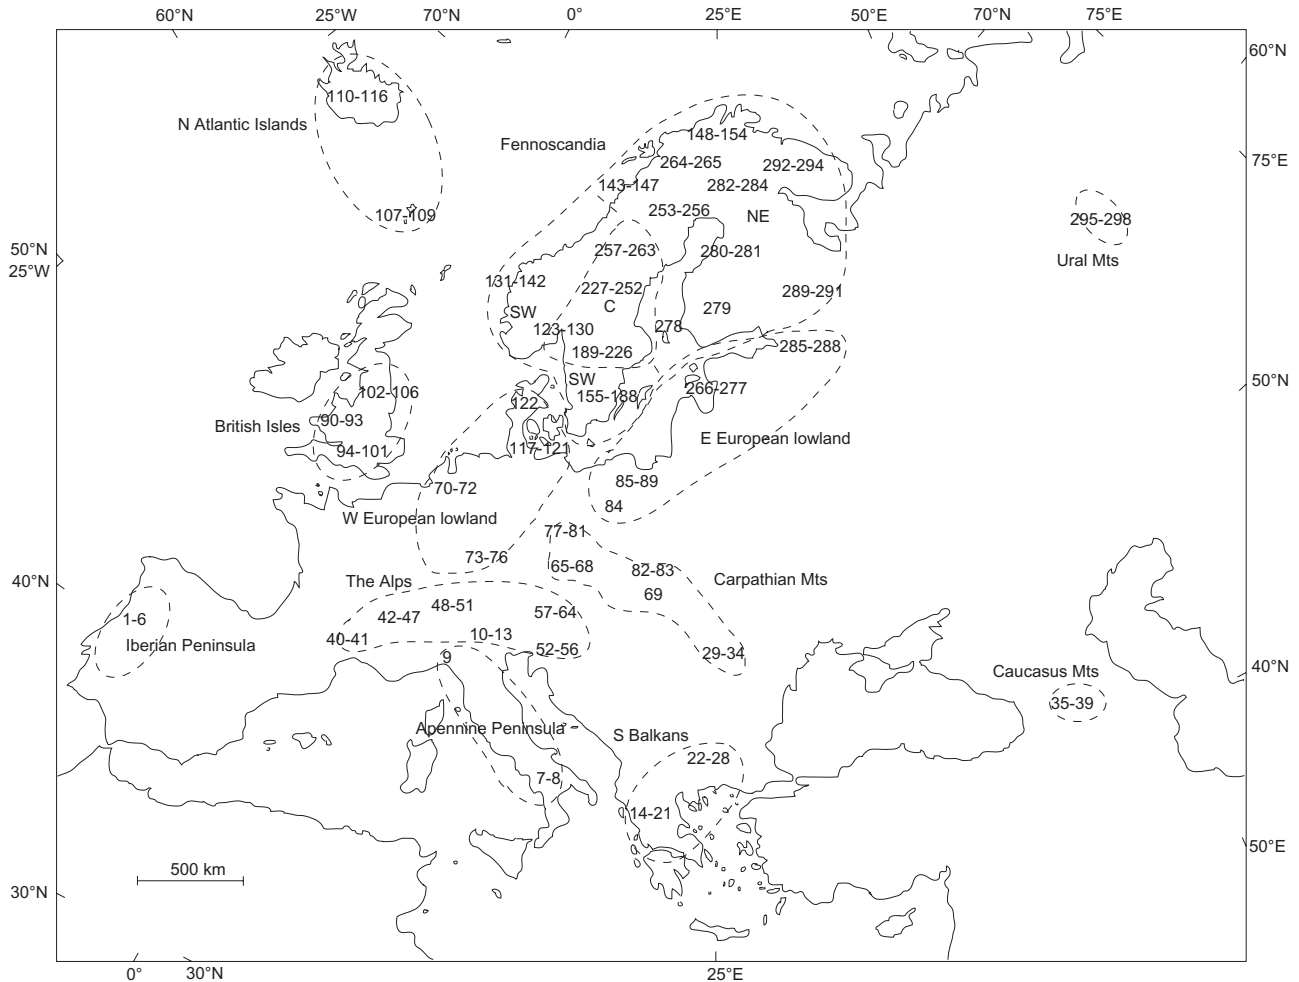 60°N 25°W 70°N 0° 25°E 50°E 70°N 75°E
60°N
110-116
N Atlantic Islands
148-154
Fennoscandia
75°E
264-265 292-294
143-147 282-284
253-256
107-109 NE
295-298
50°N
257-263 280-281
Ural Mts
25°W
131-142 227-252 289-291
C 279
SW
123-130 278
285-288
189-226
SW 50°N
102-106 155-188 266-277
122
90-93
British Isles
E European lowland
94-101 117-121
70-72 85-89
84
W European lowland
77-81
73-76
65-68 82-83
40°N The Alps Carpathian Mts
69
48-51
42-47 57-64
1-6
10-13
40-41
Iberian Peninsula 52-56 29-34
9
40°N
Caucasus Mts
35-39
Apennine Peninsula
S Balkans
22-28
7-8
14-21
50°E
500 km
30°N
0° 30°N 25°E